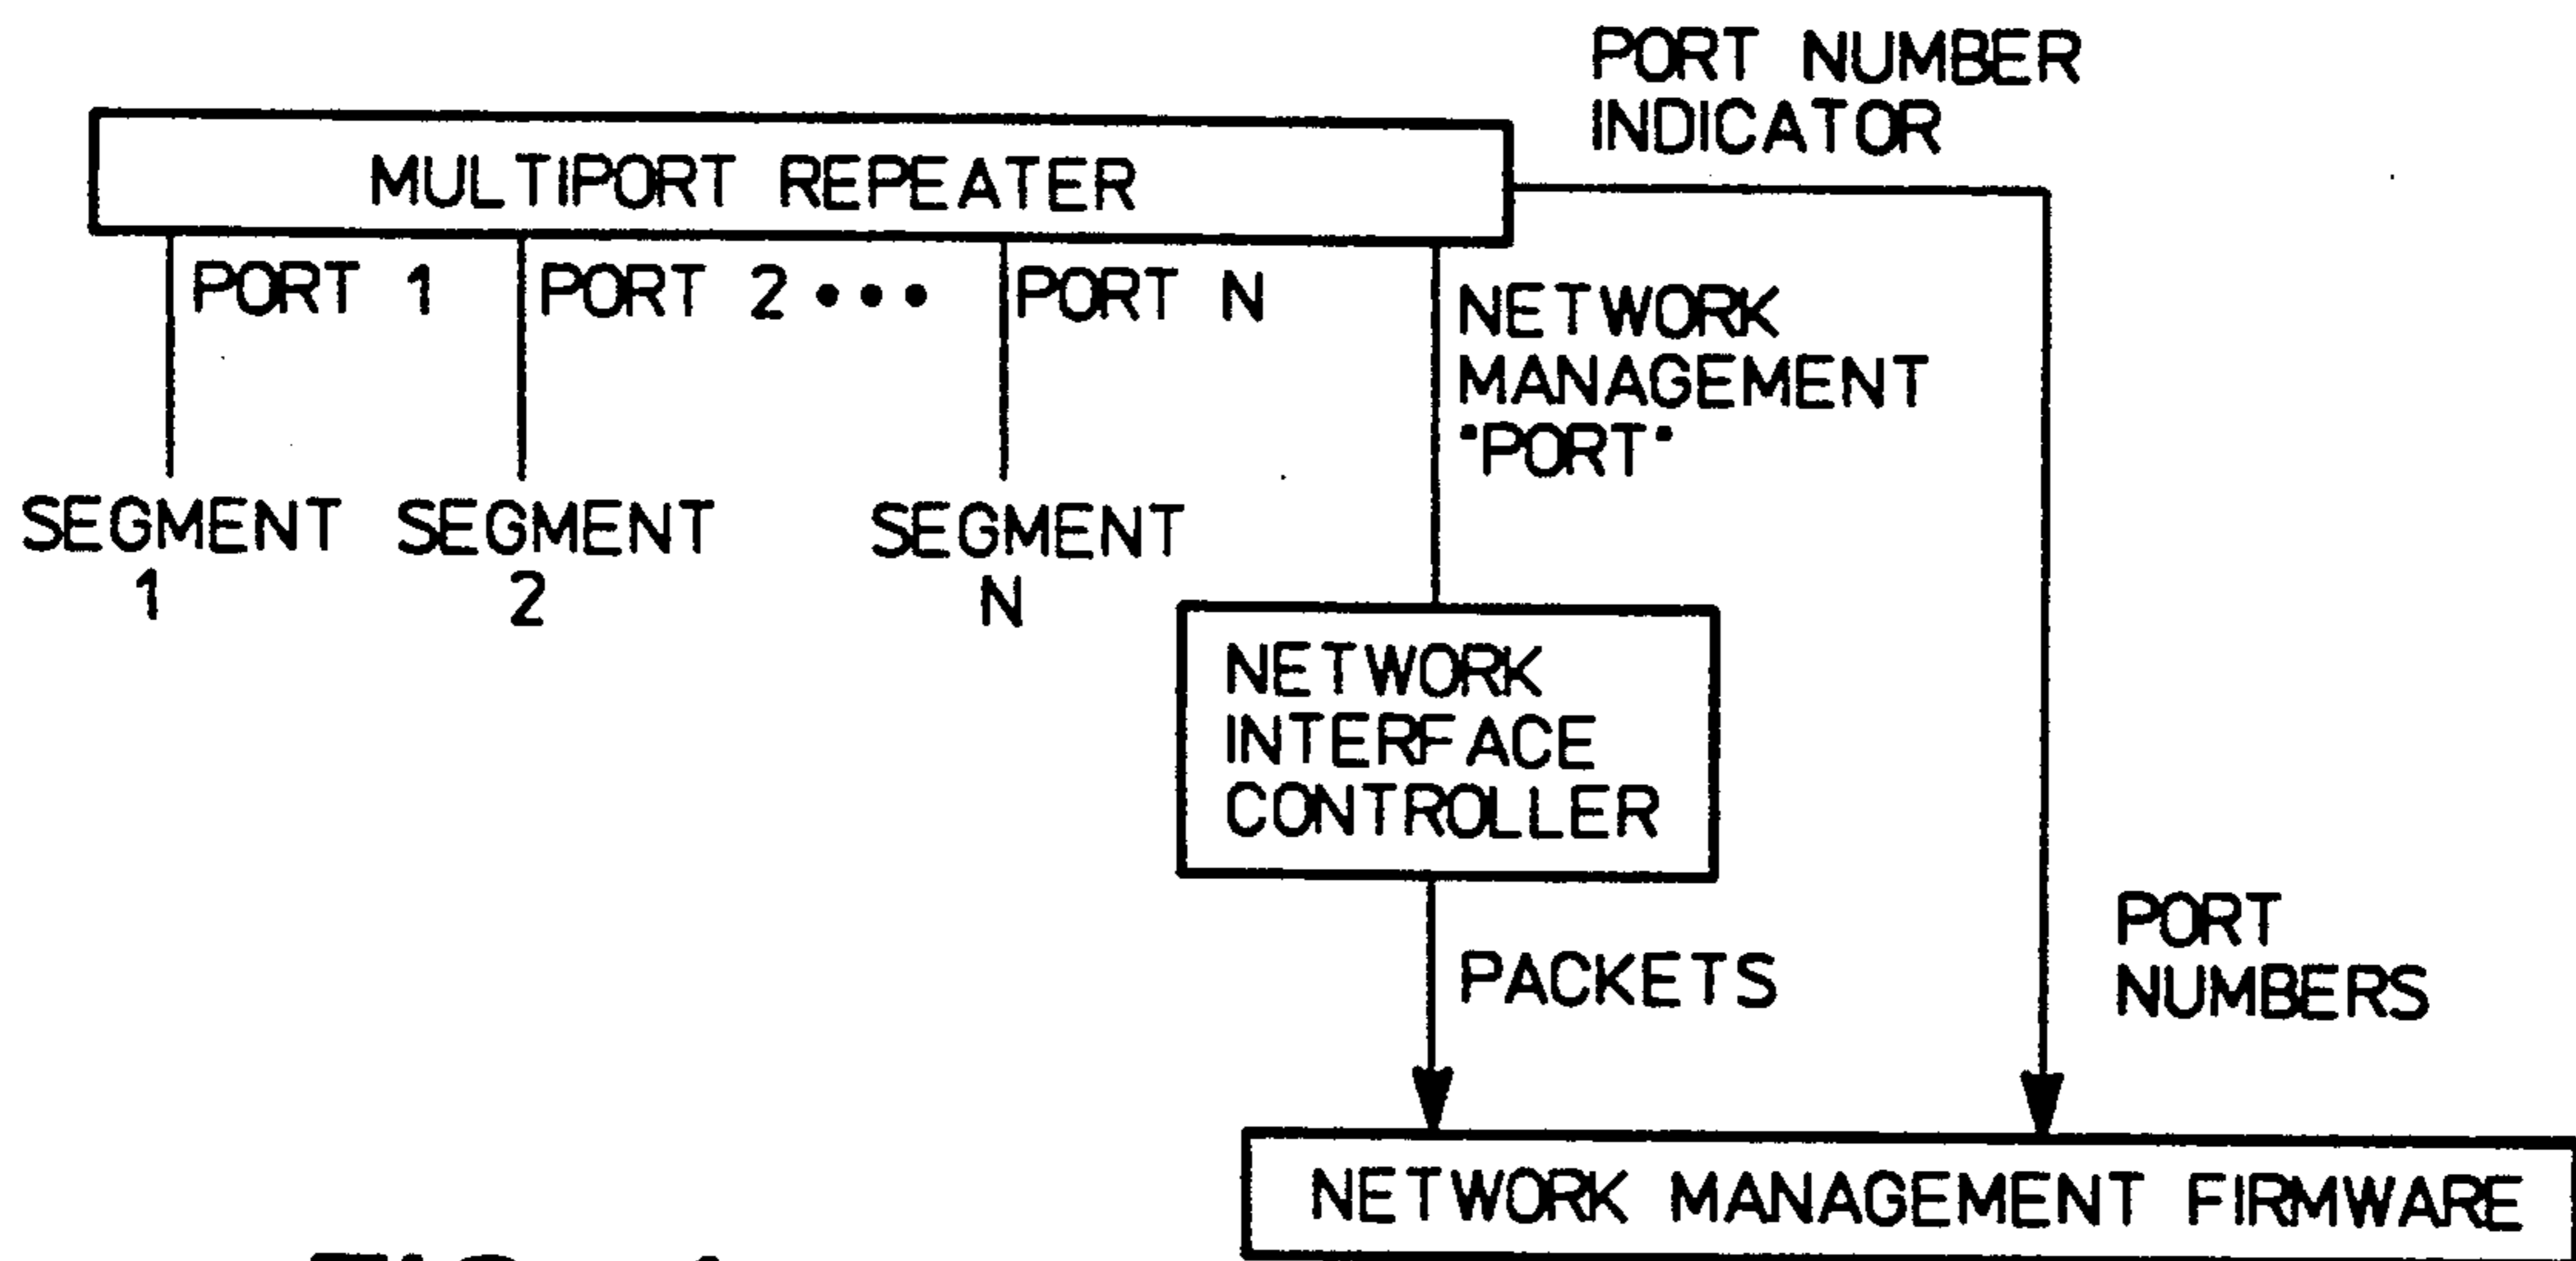 PORT NUMBER
INDICATOR
MULTIPORT REPEATER
PORT 1
PORT 2 •••
PORT N
NETWORK
MANAGEMENT
"PORT"
SEGMENT
1
SEGMENT
2
SEGMENT
N
NETWORK
INTERFACE
CONTROLLER
PACKETS
PORT
NUMBERS
NETWORK MANAGEMENT FIRMWARE